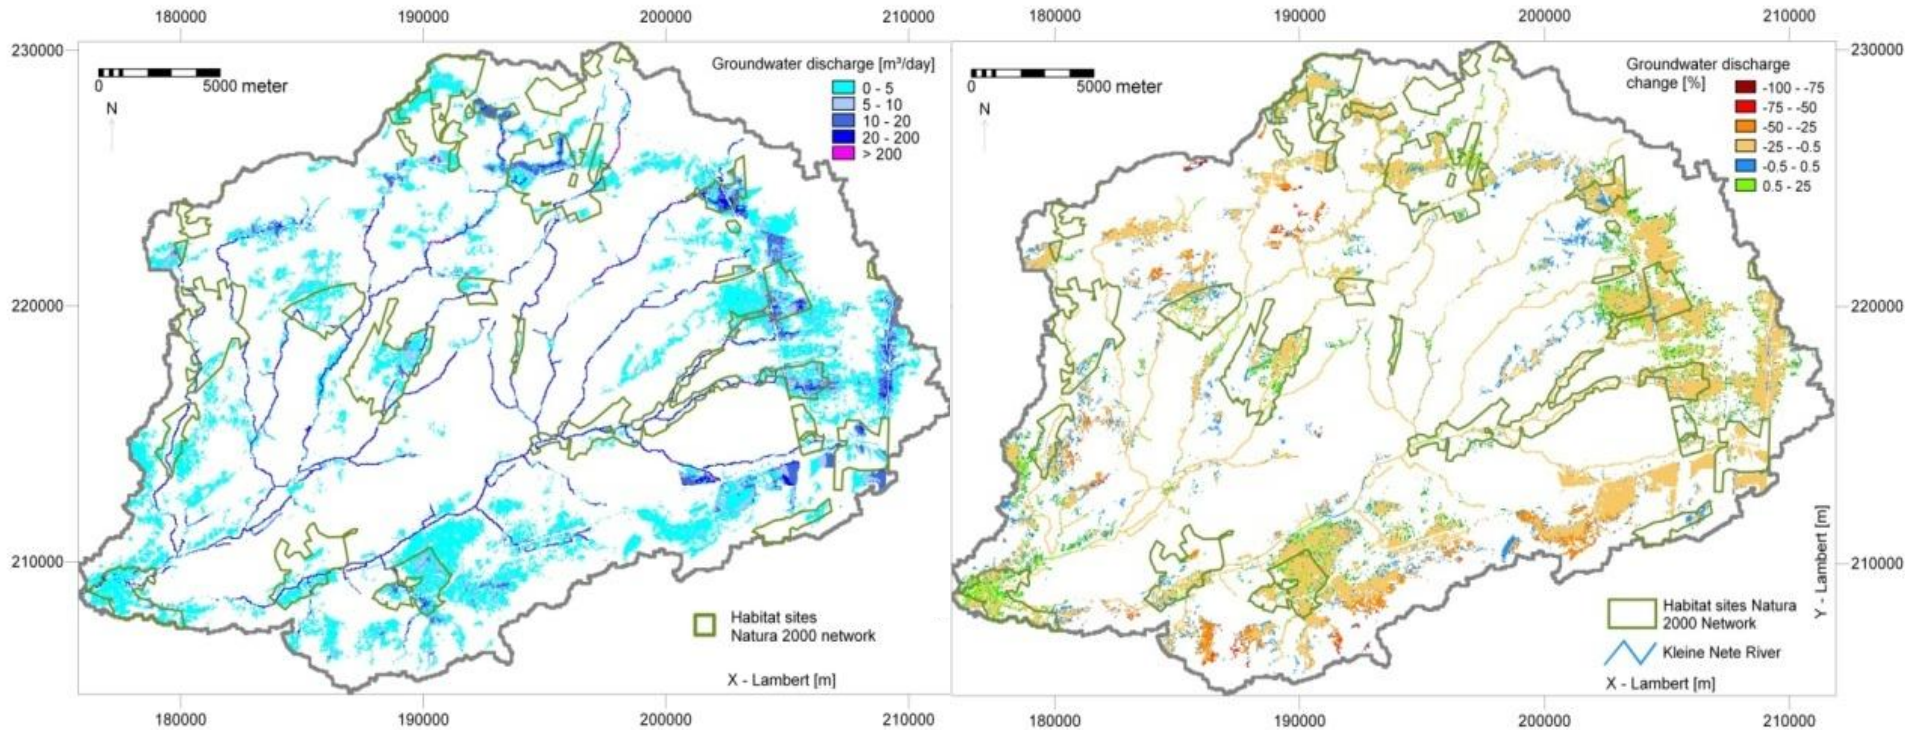 180000 190000 200000 210000
230000
220000
210000
0 5000 meter
N
Groundwater discharge [m³/day]
0 - 5
5 - 10
10 - 20
20 - 200
> 200
Habitat sites
Natura 2000 network
X - Lambert [m]
180000 190000 200000 210000
180000 190000 200000 210000
0 5000 meter
N
Groundwater discharge
change [%]
-100 - -75
-75 - -50
-50 - -25
-25 - -0.5
-0.5 - 0.5
0.5 - 25
230000
220000
210000
Y - Lambert [m]
Habitat sites Natura
2000 Network
Kleine Nete River
X - Lambert [m]
180000 190000 200000 210000